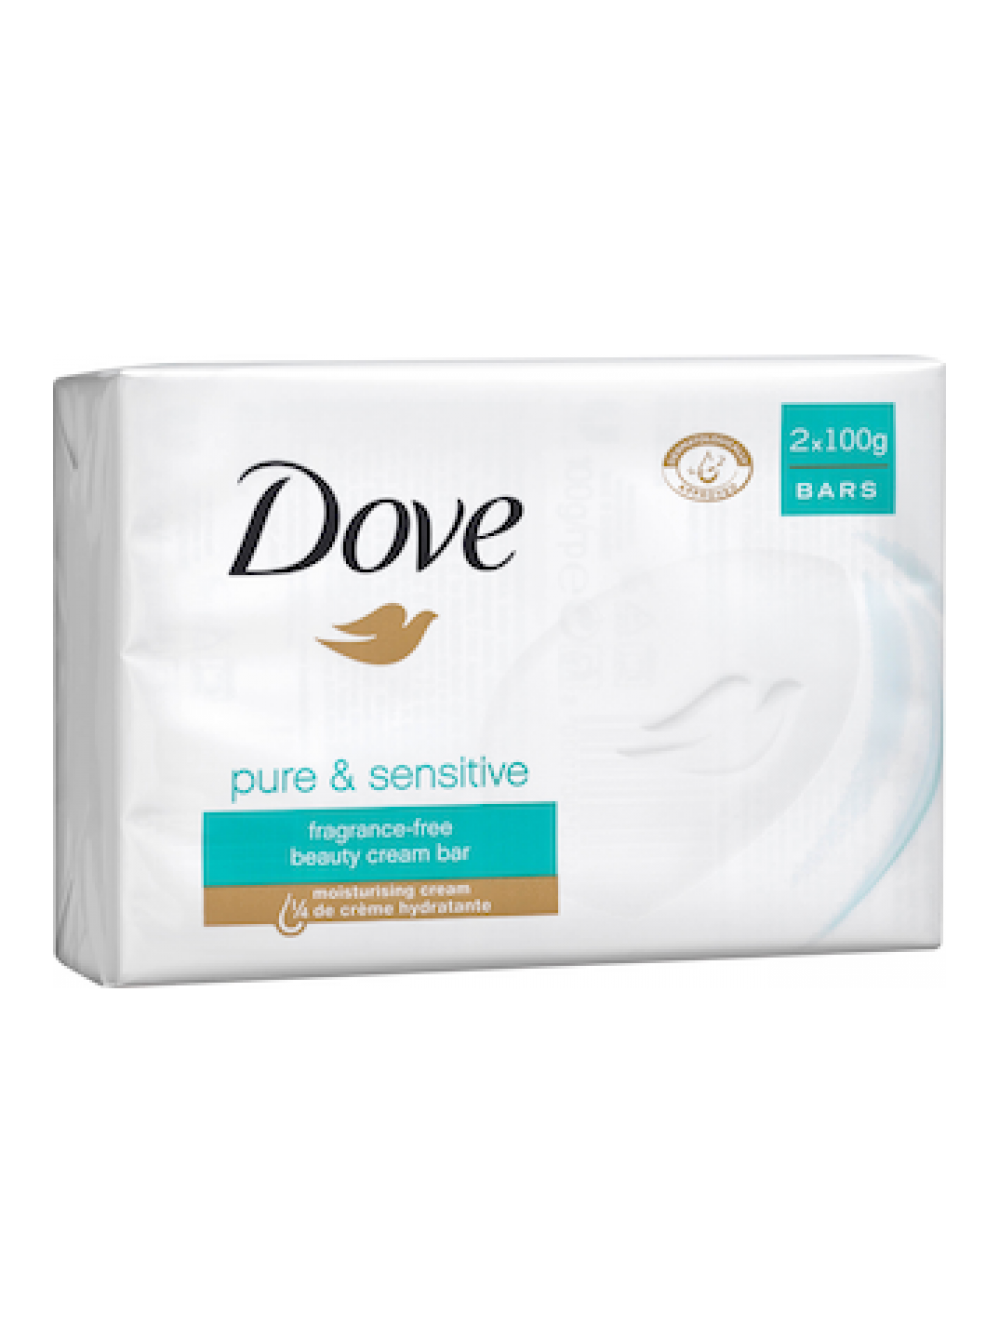 Dove
2x100g
BARS
pure & sensitive
fragrance-free
beauty cream bar
moisturising cream
¼ de crème hydratante